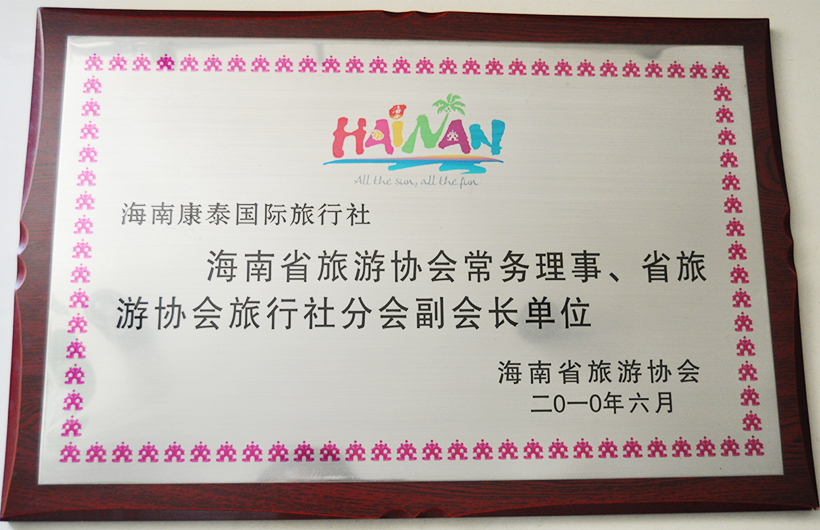 HAiNAN
All the sun, all the fun
海南康泰国际旅行社
海南省旅游协会常务理事、省旅
游协会旅行社分会副会长单位
海南省旅游协会
二0一0年六月